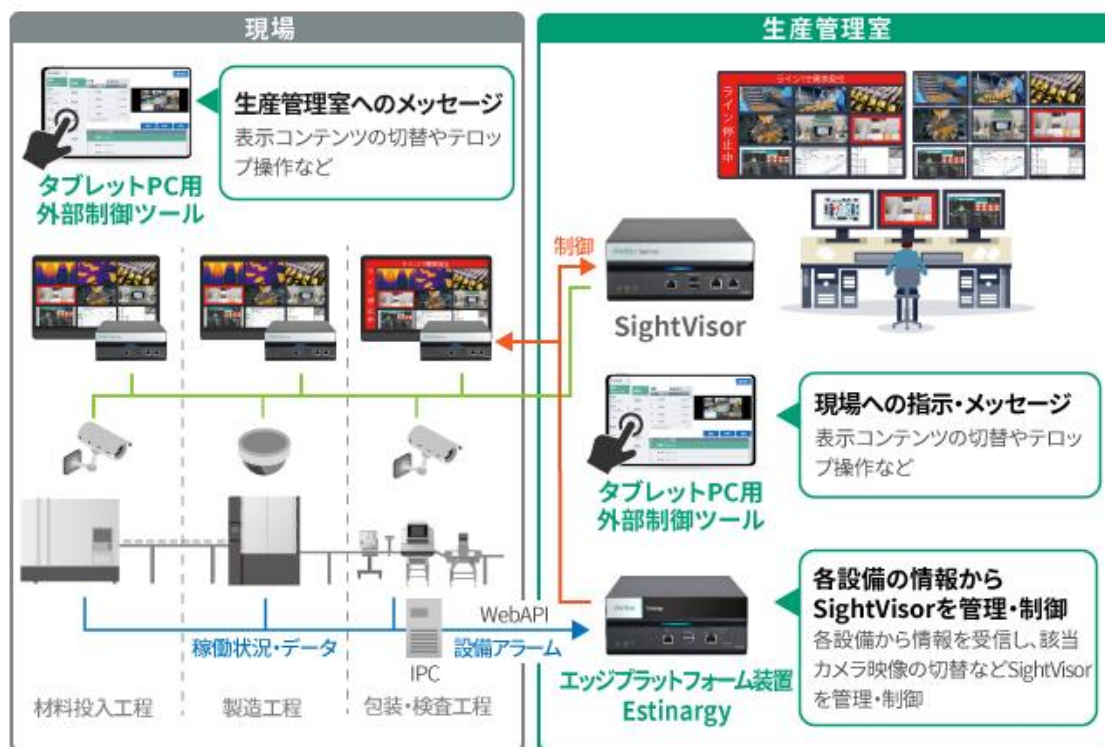 現場
生産管理室へのメッセージ
表示コンテンツの切替やテロッ
プ操作など
タブレットPC用
外部制御ツール
稼働状況・データ
IPC
WebAPI
設備アラーム
材料投入工程
製造工程
包装・検査工程
生産管理室
ライン停止中
制御
SightVisor
現場への指示・メッセージ
表示コンテンツの切替やテロッ
プ操作など
タブレットPC用
外部制御ツール
各設備の情報から
SightVisorを管理・制御
各設備から情報を受信し、該当
カメラ映像の切替などSightVisor
を管理・制御
エッジプラットフォーム装置
Estinargy